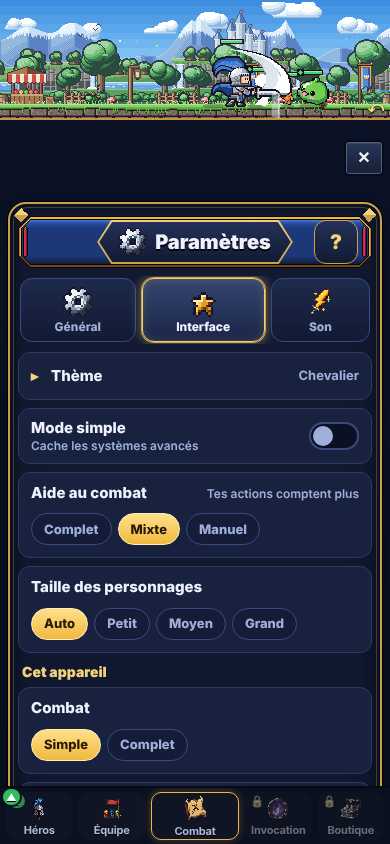 ×
Paramètres
?
Général
Interface
Son
► Thème
Chevalier
Mode simple
Cache les systèmes avancés
Aide au combat
Tes actions comptent plus
Complet
Mixte
Manuel
Taille des personnages
Auto
Petit
Moyen
Grand
Cet appareil
Combat
Simple
Complet
Héros
Équipe
Combat
Invocation
Boutique